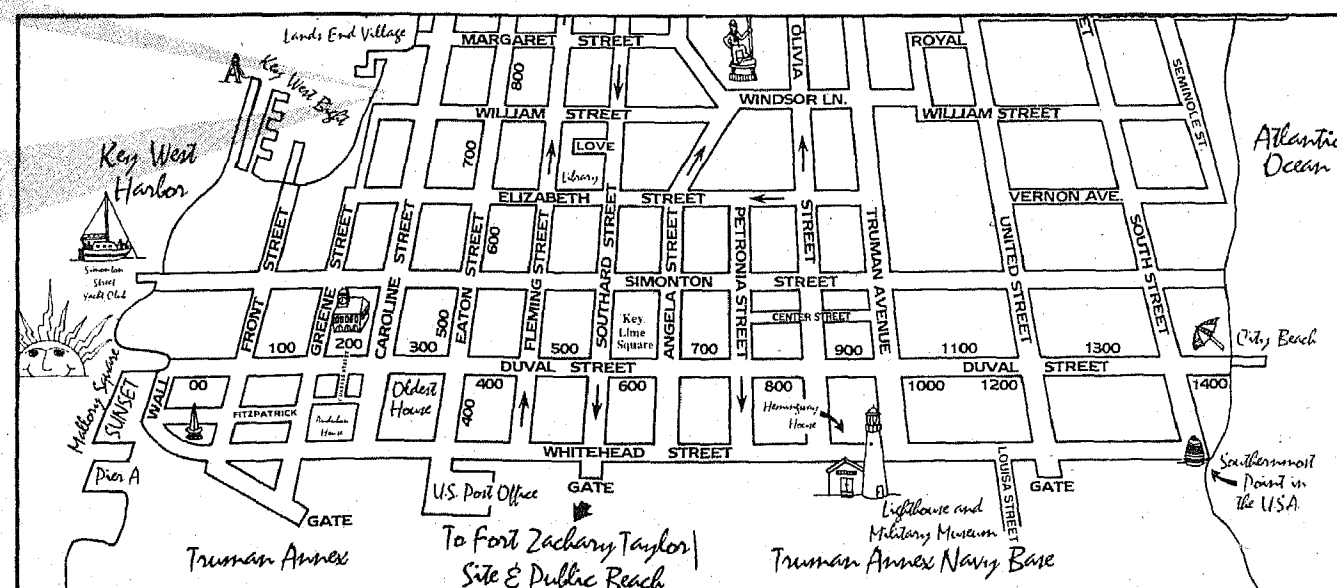 Lands End Village
MARGARET STREET
OLIVIA
ROYAL
SEMINOLE ST.
Key West Bight
800
WINDSOR LN.
WILLIAM STREET
WILLIAM STREET
Key West
Harbor
Atlantic
Ocean
700
LOVE
Library
ELIZABETH STREET
VERNON AVE.
FRONT STREET
GREENE STREET
CAROLINE STREET
EATON STREET
600
FLEMING STREET
SOUTHARD STREET
ANGELA STREET
PETRONIA STREET
STREET
TRUMAN AVENUE
UNITED STREET
SOUTH STREET
Simonton
Street
Yacht Club
SIMONTON STREET
CENTER STREET
Key
Lime
Square
100
200
300
500
500
700
900
1100
1300
City Beach
DUVAL STREET
DUVAL STREET
Mallory Square
SUNSET
WALL
00
Oldest
House
400
400
600
800
1000
1200
1400
FITZPATRICK
Audubon
House
Hemingway
House
WHITEHEAD STREET
Pier A
U.S. Post Office
GATE
LOUISA STREET
GATE
Southernmost
Point in
the USA
GATE
Lighthouse and
Military Museum
Truman Annex
To Fort Zachary Taylor
Site & Public Beach
Truman Annex Navy Base